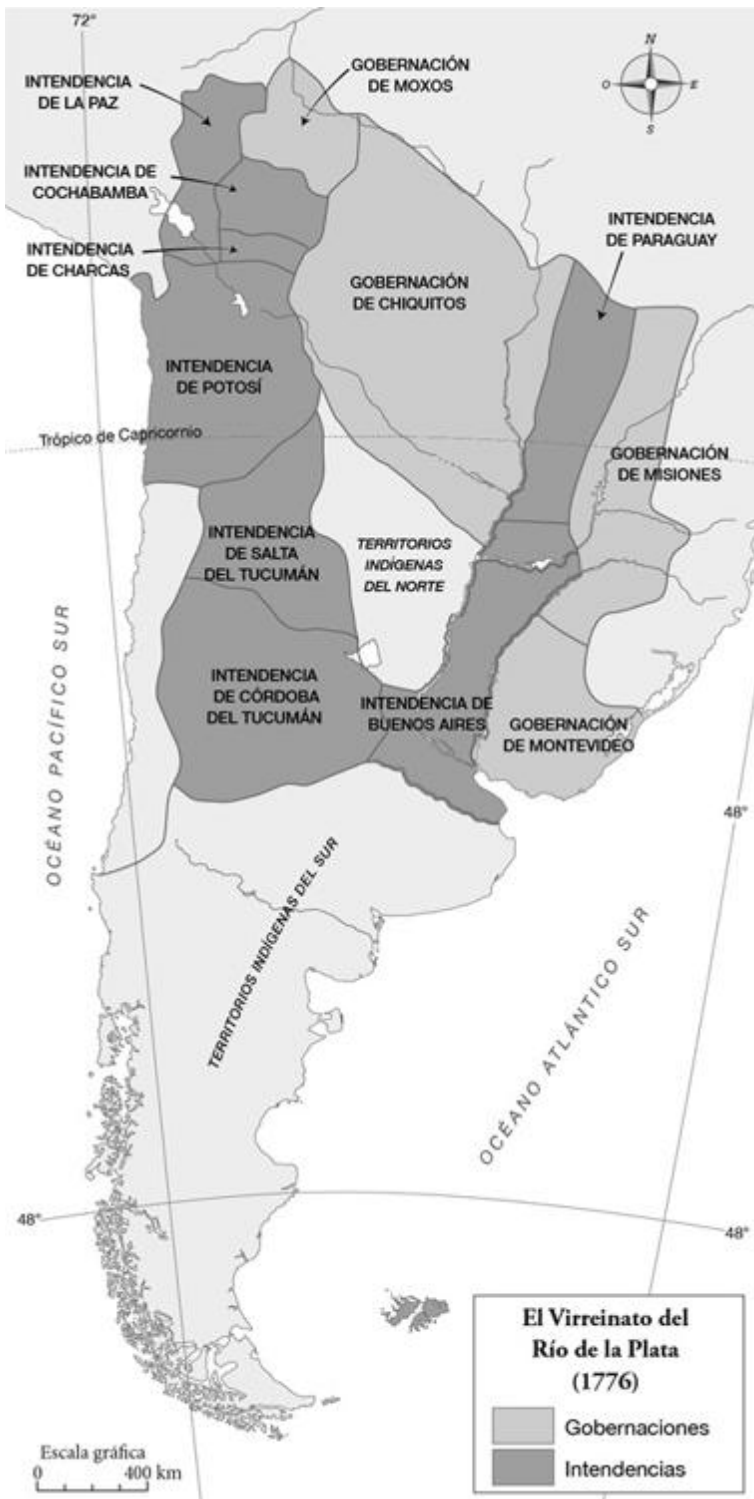 72°
N
O
E
S
INTENDENCIA
DE LA PAZ
GOBERNACIÓN
DE MOXOS
INTENDENCIA DE
COCHABAMBA
INTENDENCIA
DE CHARCAS
INTENDENCIA
DE PARAGUAY
GOBERNACIÓN
DE CHIQUITOS
INTENDENCIA
DE POTOSÍ
Trópico de Capricornio
GOBERNACIÓN
DE MISIONES
INTENDENCIA
DE SALTA
DEL TUCUMÁN
TERRITORIOS
INDÍGENAS
DEL NORTE
INTENDENCIA
DE CÓRDOBA
DEL TUCUMÁN
INTENDENCIA DE
BUENOS AIRES
GOBERNACIÓN
DE MONTEVIDEO
OCÉANO PACÍFICO SUR
48°
TERRITORIOS INDÍGENAS DEL SUR
OCÉANO ATLÁNTICO SUR
48°
48°
El Virreinato del
Río de la Plata
(1776)
Gobernaciones
Intendencias
Escala gráfica
0 400 km